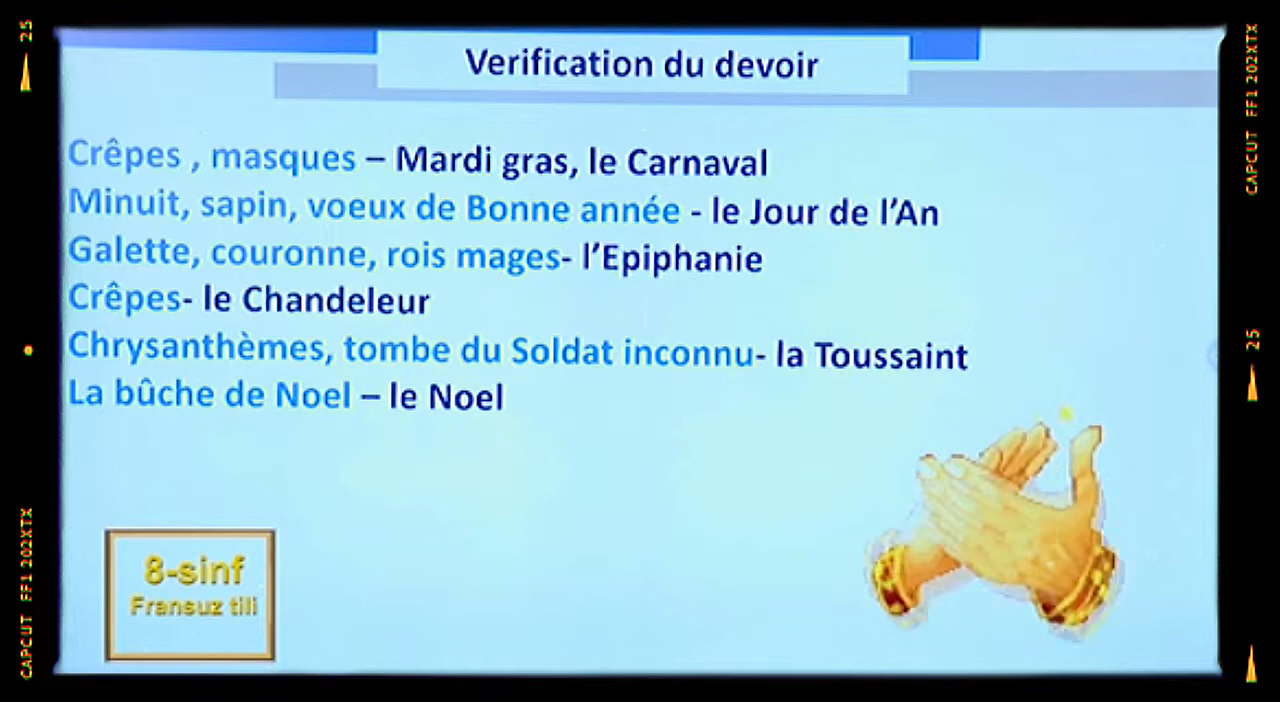 Verification du devoir
Crêpes , masques – Mardi gras, le Carnaval
Minuit, sapin, voeux de Bonne année - le Jour de l’An
Galette, couronne, rois mages- l’Epiphanie
Crêpes- le Chandeleur
Chrysanthèmes, tombe du Soldat inconnu- la Toussaint
La bûche de Noel – le Noel
8-sinf
Fransuz tili
25
CAPCUT FF1 202XTX
CAPCUT FF1 202XTX
25